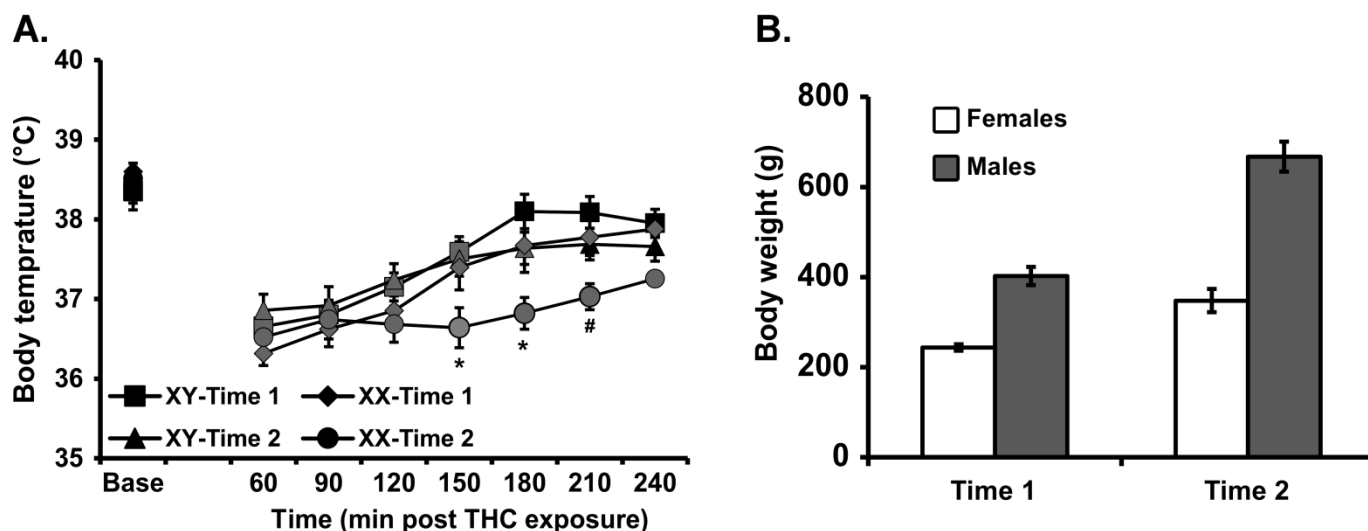 A.
Body temprature (°C)
40
39
38
37
36
35
XY-Time 1
XX-Time 1
XY-Time 2
XX-Time 2
*
*
#
Base 60 90 120 150 180 210 240
Time (min post THC exposure)
B.
Body weight (g)
800
600
400
200
0
Females
Males
Time 1 Time 2